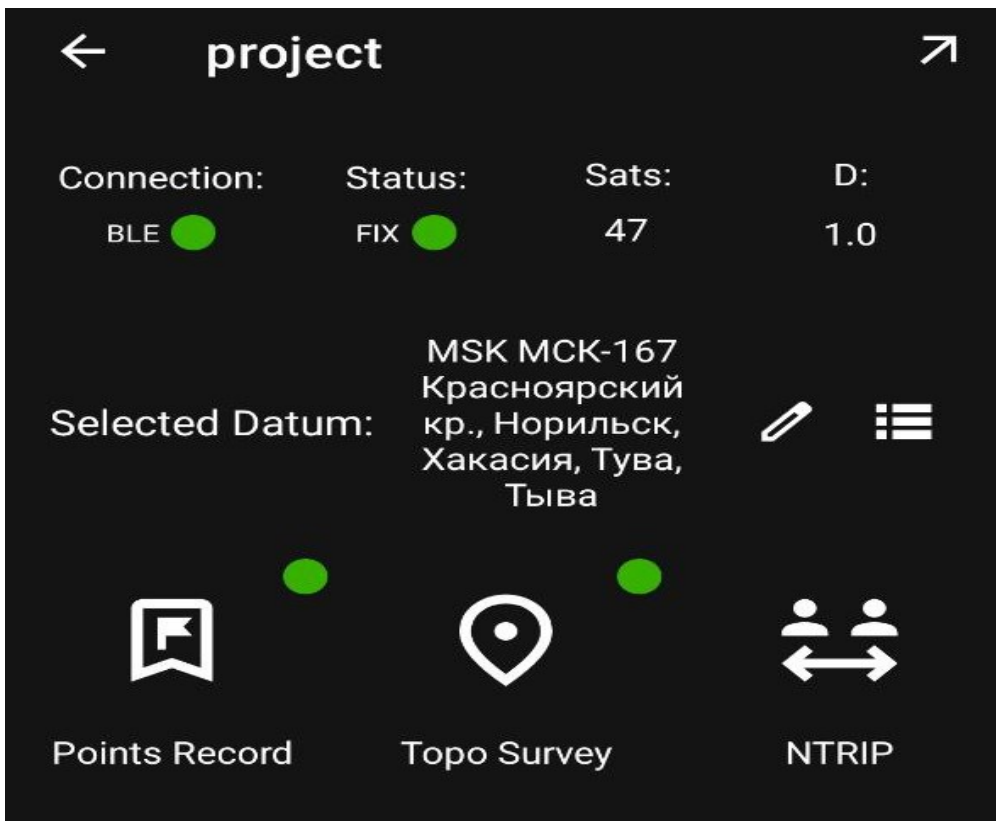 project
Connection: Status: Sats: D:
BLE FIX 47 1.0
MSK МСК-167
Красноярский
Selected Datum: кр., Норильск,
Хакасия, Тува,
Тыва
Points Record Topo Survey NTRIP